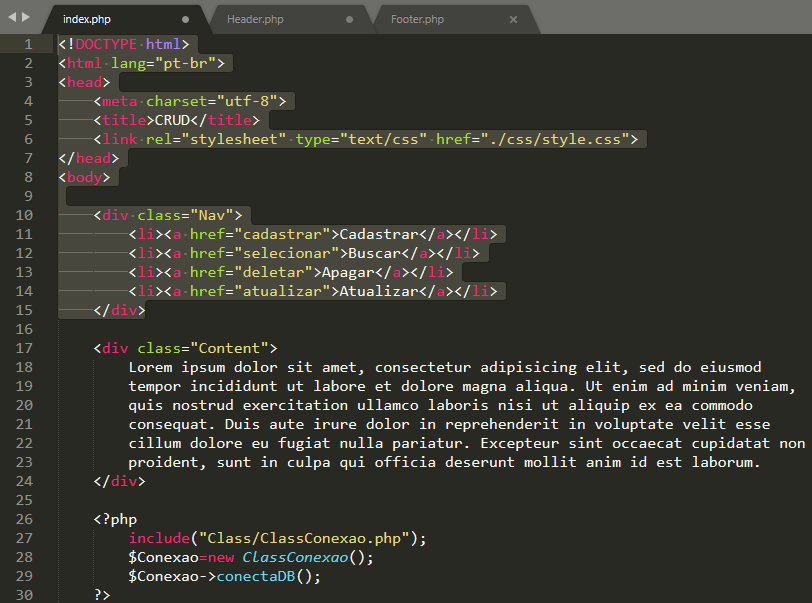 index.php Header.php Footer.php
1 <!DOCTYPE html>
2 <html lang="pt-br">
3 <head>
4 <meta charset="utf-8">
5 <title>CRUD</title>
6 <link rel="stylesheet" type="text/css" href="./css/style.css">
7 </head>
8 <body>
9
10 <div class="Nav">
11 <li><a href="cadastrar">Cadastrar</a></li>
12 <li><a href="selecionar">Buscar</a></li>
13 <li><a href="deletar">Apagar</a></li>
14 <li><a href="atualizar">Atualizar</a></li>
15 </div>
16
17 <div class="Content">
18 Lorem ipsum dolor sit amet, consectetur adipisicing elit, sed do eiusmod
19 tempor incididunt ut labore et dolore magna aliqua. Ut enim ad minim veniam,
20 quis nostrud exercitation ullamco laboris nisi ut aliquip ex ea commodo
21 consequat. Duis aute irure dolor in reprehenderit in voluptate velit esse
22 cillum dolore eu fugiat nulla pariatur. Excepteur sint occaecat cupidatat non
23 proident, sunt in culpa qui officia deserunt mollit anim id est laborum.
24 </div>
25
26 <?php
27 include("Class/ClassConexao.php");
28 $Conexao=new ClassConexao();
29 $Conexao->conectaDB();
30 ?>